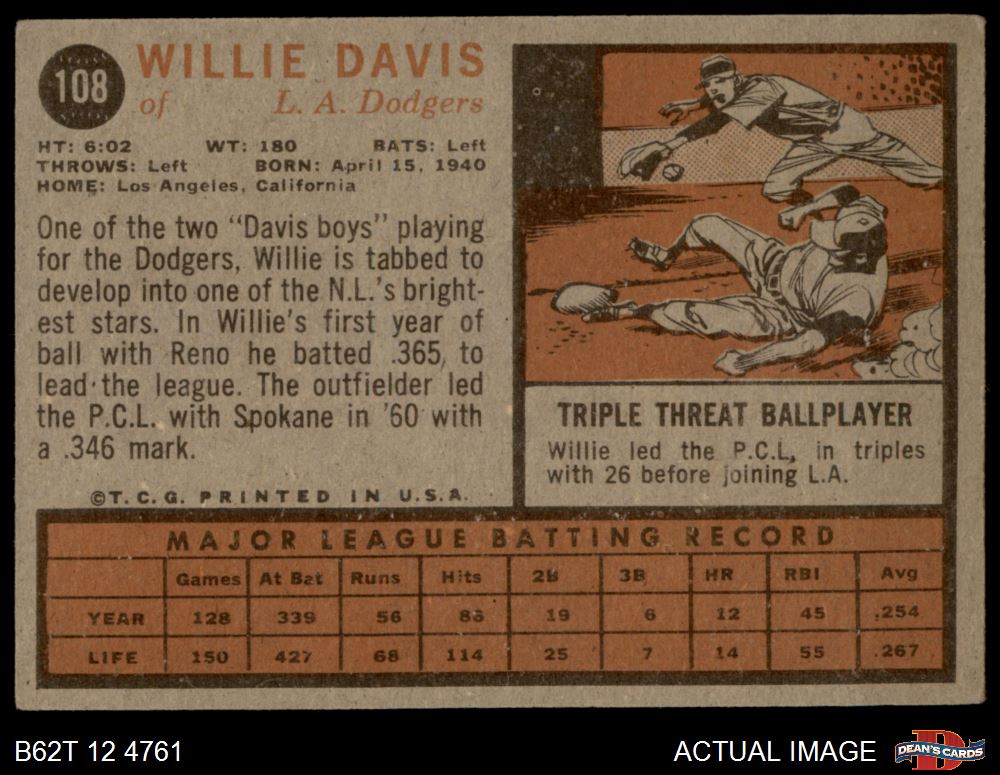 108
WILLIE DAVIS
of L. A. Dodgers
HT: 6:02 WT: 180 BATS: Left
THROWS: Left BORN: April 15, 1940
HOME: Los Angeles, California
One of the two "Davis boys" playing
for the Dodgers, Willie is tabbed to
develop into one of the N.L.'s bright-
est stars. In Willie's first year of
ball with Reno he batted .365, to
lead the league. The outfielder led
the P.C.L. with Spokane in '60 with
a .346 mark.
©T. C. G. PRINTED IN U.S.A.
TRIPLE THREAT BALLPLAYER
Willie led the P.C.L, in triples
with 26 before joining L.A.
MAJOR LEAGUE BATTING RECORD
Games At Bat Runs Hits 2B 3B HR RBI Avg
YEAR 128 339 56 86 19 6 12 45 .254
LIFE 150 427 68 114 25 7 14 55 .267
B62T 12 4761
ACTUAL IMAGE
D
DEAN'S CARDS